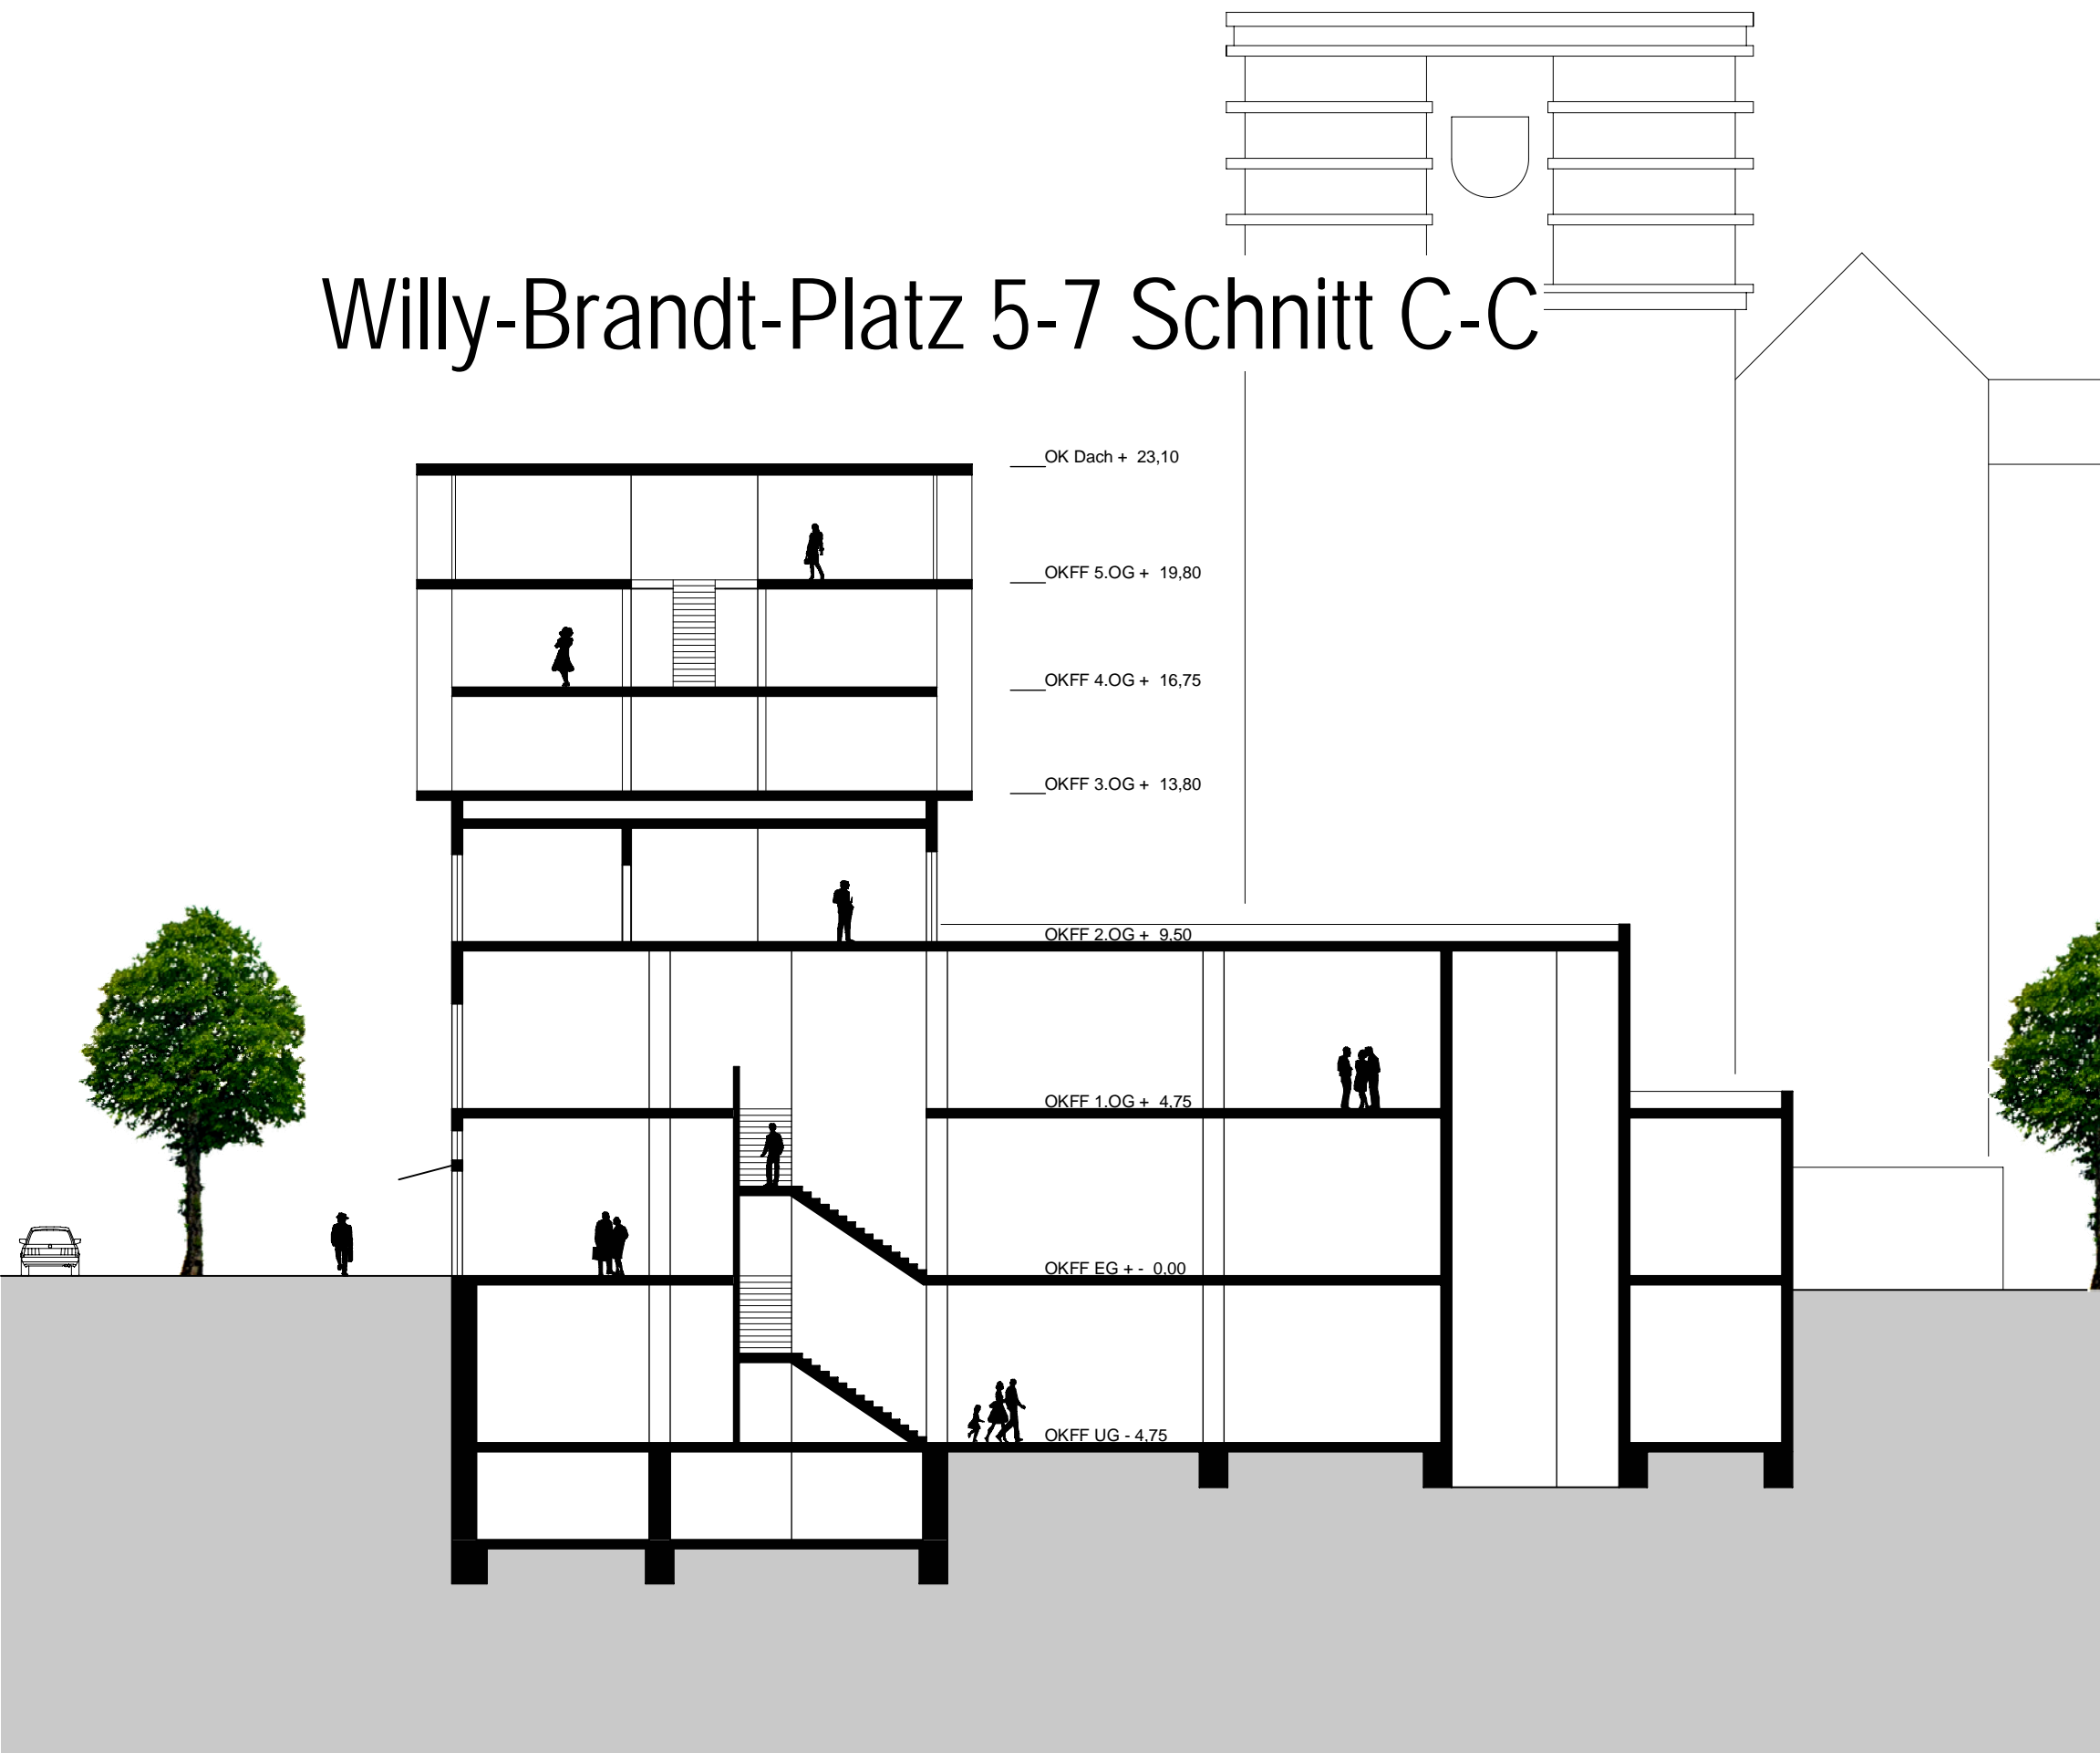 Willy-Brandt-Platz 5-7 Schnitt C-C
OK Dach + 23,10
OKFF 5.OG + 19,80
OKFF 4.OG + 16,75
OKFF 3.OG + 13,80
OKFF 2.OG + 9,50
OKFF 1.OG + 4,75
OKFF EG + - 0,00
OKFF UG - 4,75